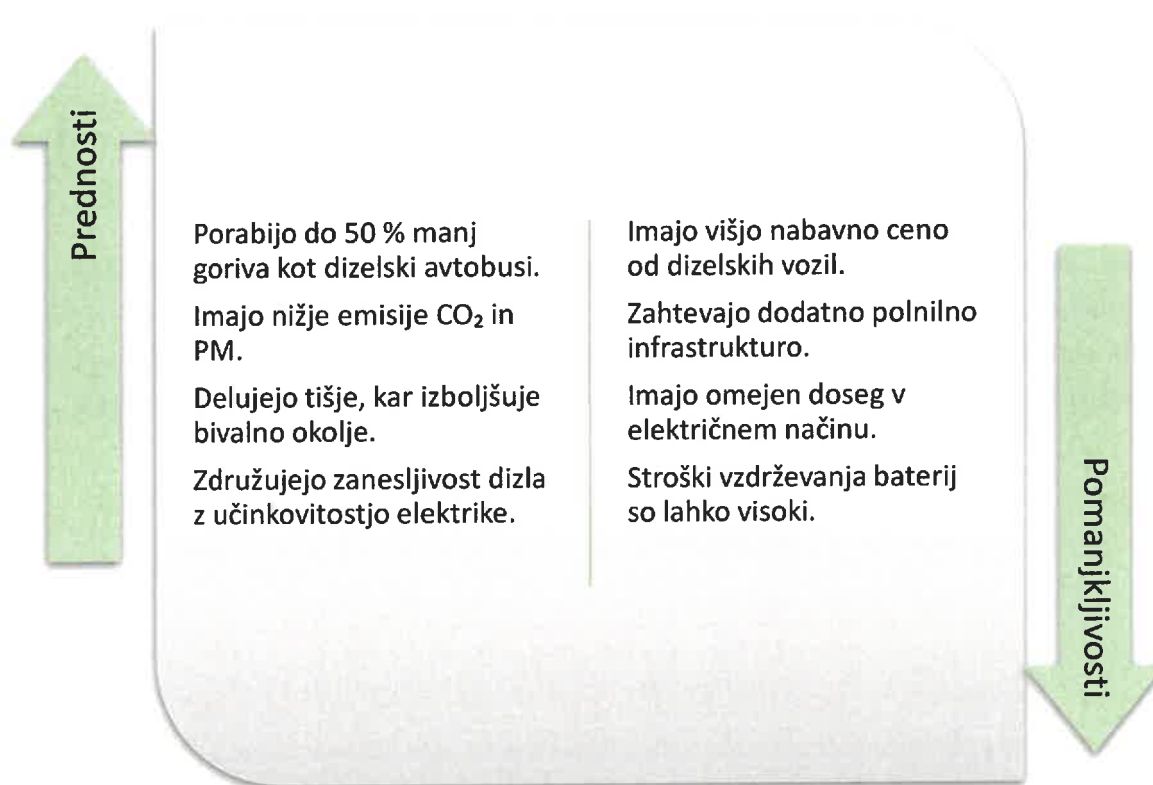 Prednosti
Porabijo do 50 % manj
goriva kot dizelski avtobusi.
Imajo nižje emisije CO₂ in
PM.
Delujejo tišje, kar izboljšuje
bivalno okolje.
Združujejo zanesljivost dizla
z učinkovitostjo elektrike.
Imajo višjo nabavno ceno
od dizelskih vozil.
Zahtevajo dodatno polnilno
infrastrukturo.
Imajo omejen doseg v
električnem načinu.
Stroški vzdrževanja baterij
so lahko visoki.
Pomanjkljivosti